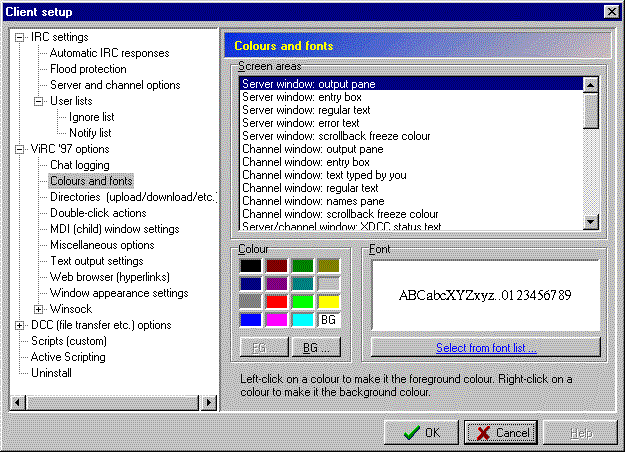 Client setup
IRC settings
Automatic IRC responses
Flood protection
Server and channel options
User lists
Ignore list
Notify list
ViRC '97 options
Chat logging
Colours and fonts
Directories (upload/download/etc.)
Double-click actions
MDI (child) window settings
Miscellaneous options
Text output settings
Web browser (hyperlinks)
Window appearance settings
Winsock
DCC (file transfer etc.) options
Scripts (custom)
Active Scripting
Uninstall
Colours and fonts
Screen areas
Server window: output pane
Server window: entry box
Server window: regular text
Server window: error text
Server window: scrollback freeze colour
Channel window: output pane
Channel window: entry box
Channel window: text typed by you
Channel window: regular text
Channel window: names pane
Channel window: scrollback freeze colour
Server/channel window: XDCC status text
Colour
BG
FG ...
BG ...
Font
ABCabcXYZxyz..0123456789
Select from font list ...
Left-click on a colour to make it the foreground colour. Right-click on a
colour to make it the background colour.
OK
Cancel
Help